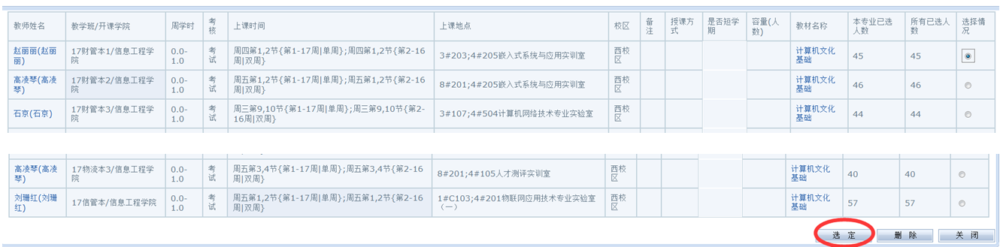 教师姓名 教学班/开课学院 周学时 考核 上课时间 上课地点 校区 备注 授课方式 是否短学期 容量(人数) 教材名称 本专业已选人数 所有已选人数 选择情况
赵丽丽(赵丽丽) 17财管本1/信息工程学院 0.0-1.0 考试 周四第1,2节{第1-17周|单周};周四第1,2节{第2-16周|双周} 3#203;4#205嵌入式系统与应用实训室 西校区 计算机文化基础 45 45
高凌琴(高凌琴) 17财管本2/信息工程学院 0.0-1.0 考试 周五第1,2节{第1-17周|单周};周五第1,2节{第2-16周|双周} 8#201;4#205嵌入式系统与应用实训室 西校区 计算机文化基础 46 46
石京(石京) 17财管本3/信息工程学院 0.0-1.0 考试 周三第9,10节{第1-17周|单周};周三第9,10节{第2-16周|双周} 3#107;4#504计算机网络技术专业实验室 西校区 计算机文化基础 44 44
高凌琴(高凌琴) 17物流本3/信息工程学院 0.0-1.0 考试 周五第3,4节{第1-17周|单周};周五第3,4节{第2-16周|双周} 8#201;4#105人才测评实训室 西校区 计算机文化基础 40 40
刘珊红(刘珊红) 17信管本/信息工程学院 0.0-1.0 考试 周五第1,2节{第1-17周|单周};周五第1,2节{第2-16周|双周} 1#C103;4#201物联网应用技术专业实验室（一） 西校区 计算机文化基础 57 57
选 定 删 除 关 闭